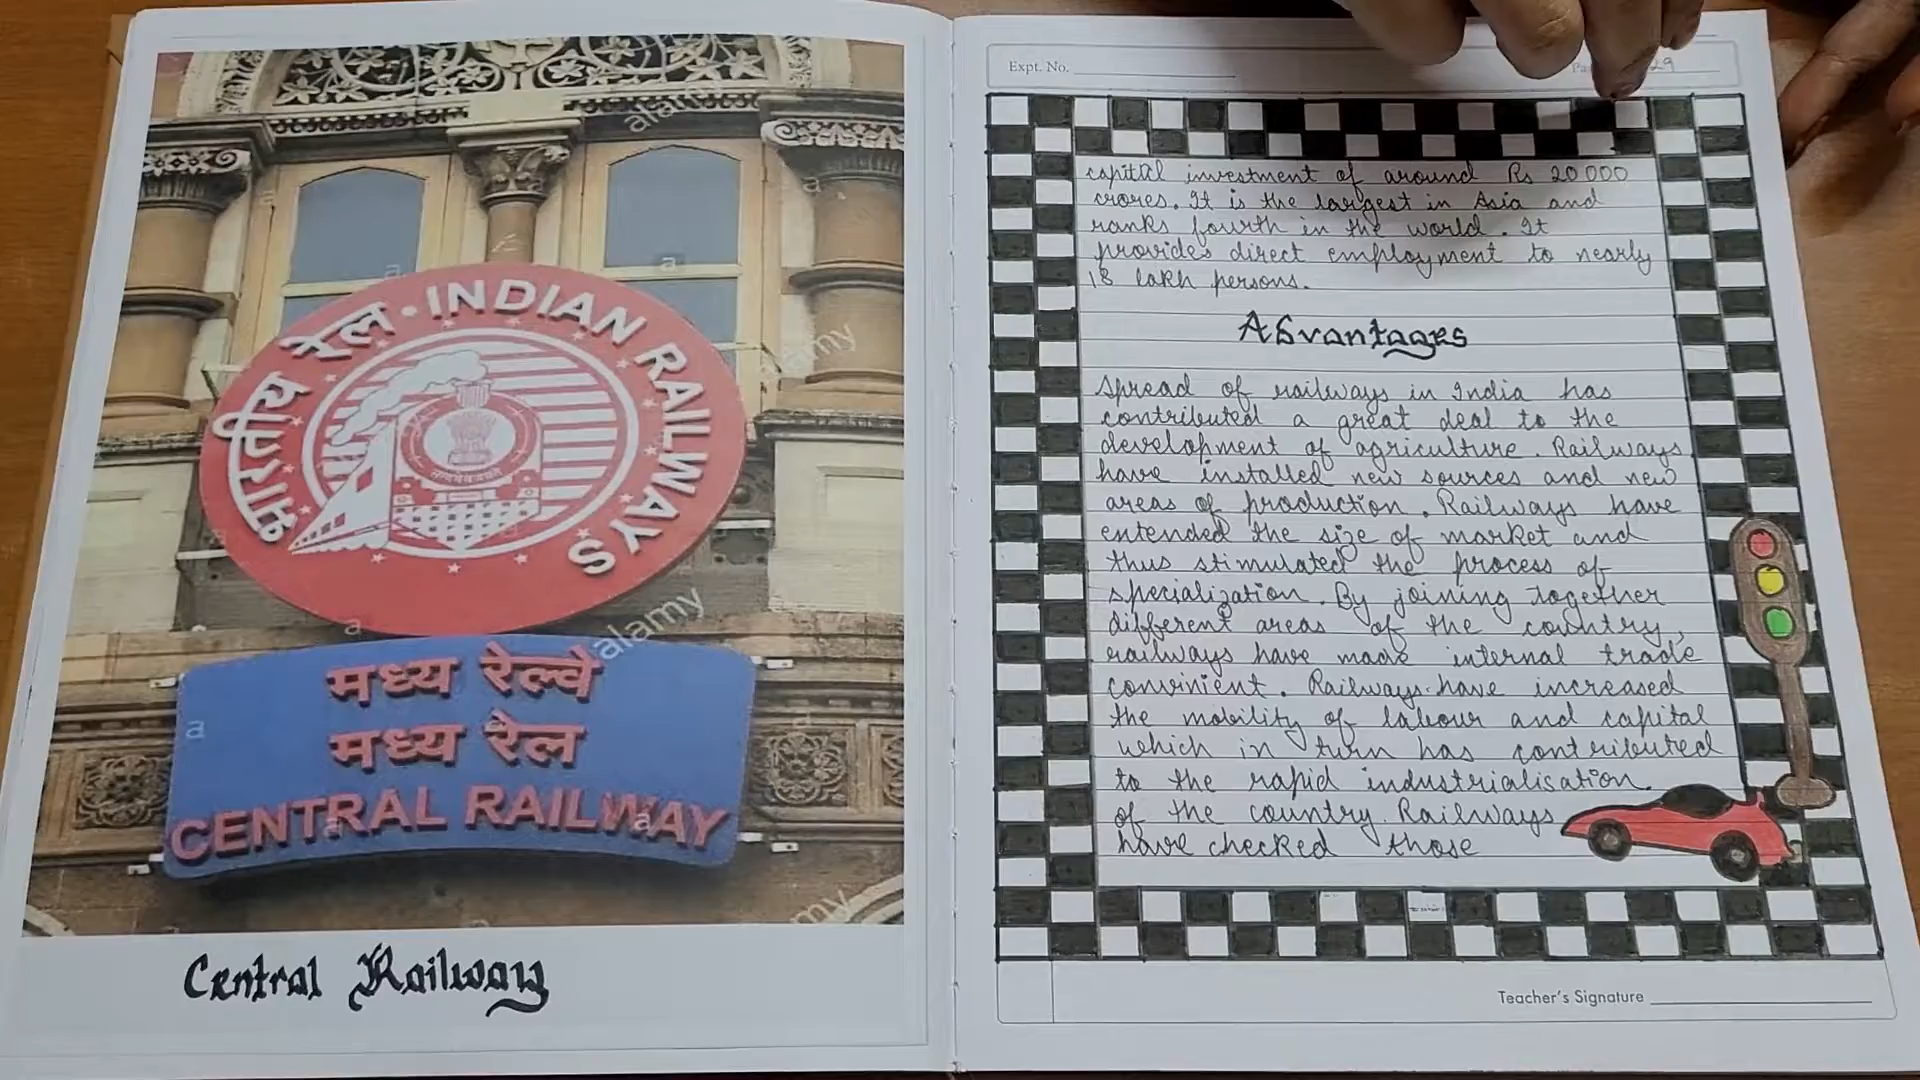 alamy
भारतीय रेल • INDIAN RAILWAYS
alamy
alamy
मध्य रेल्वे
मध्य रेल
CENTRAL RAILWAY
Central Railway
Expt. No.
29
capital investment of around Rs 20000
crores. It is the largest in Asia and
ranks fourth in the world. It
provides direct employment to nearly
18 lakh persons.
Advantages
Spread of railways in India has
contributed a great deal to the
development of agriculture. Railways
have installed new sources and new
areas of production. Railways have
entended the size of market and
thus stimulated the process of
specialization. By joining together
different areas of the country,
railways have made internal trade
convinient. Railways have increased
the mobility of labour and capital
which in turn has contributed
to the rapid industrialisation
of the country. Railways
have checked those
Teacher's Signature